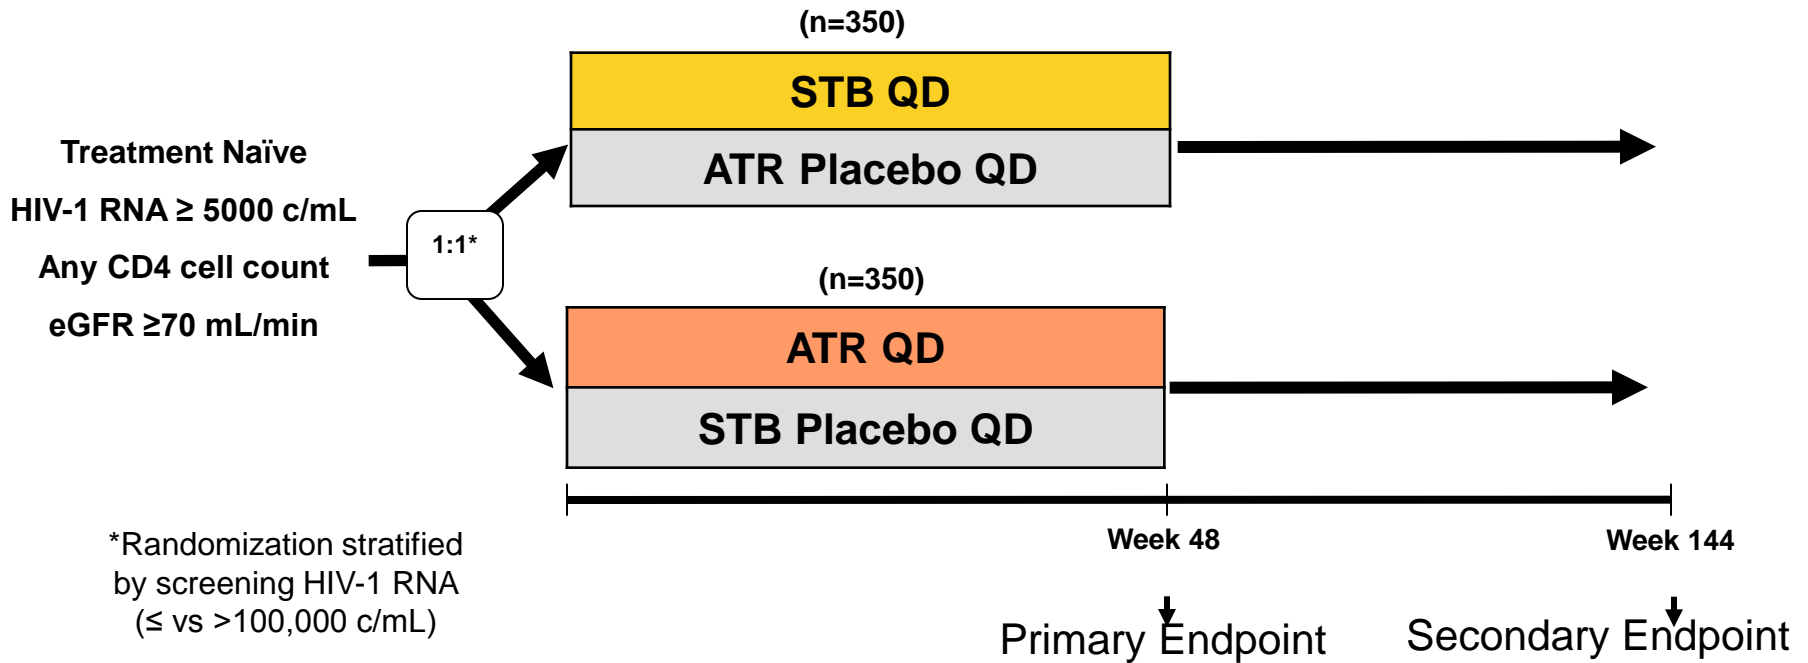 (n=350)
STB QD
ATR Placebo QD
Treatment Naïve
HIV-1 RNA ≥ 5000 c/mL
Any CD4 cell count
eGFR ≥70 mL/min
1:1*
(n=350)
ATR QD
STB Placebo QD
*Randomization stratified
by screening HIV-1 RNA
(≤ vs >100,000 c/mL)
Week 48
Week 144
Primary Endpoint
Secondary Endpoint